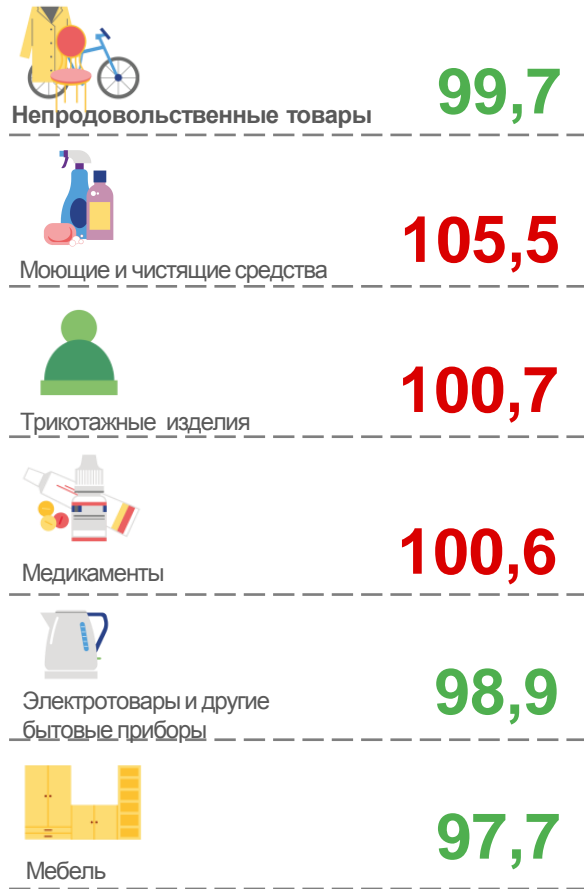 99,7
Непродовольственные товары
105,5
Моющие и чистящие средства
100,7
Трикотажные изделия
100,6
Медикаменты
98,9
Электротовары и другие
бытовые приборы
97,7
Мебель